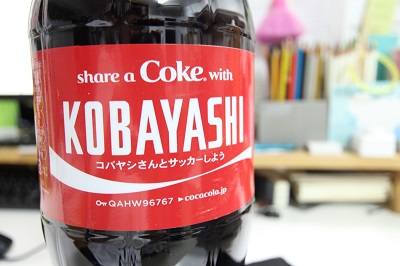 share a Coke with
KOBAYASHI
コバヤシさんとサッカーしよう
QAHW96767 ►cocacola.jp